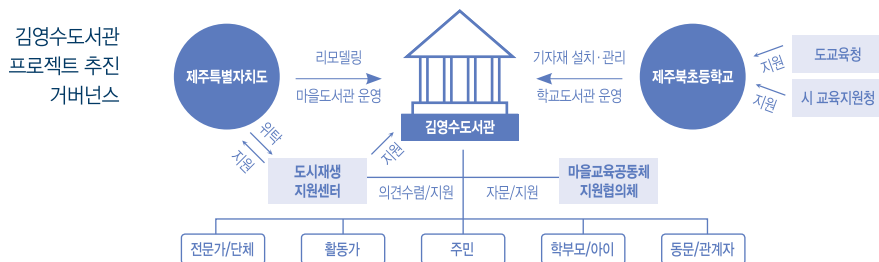 김영수도서관
프로젝트 추진
거버넌스
제주특별자치도
리모델링
마을도서관 운영
김영수도서관
기자재 설치·관리
학교도서관 운영
제주북초등학교
지원
도교육청
지원
시 교육지원청
위탁
지원
지원
도시재생
지원센터
의견수렴/지원
자문/지원
마을교육공동체
지원협의체
전문가/단체
활동가
주민
학부모/아이
동문/관계자